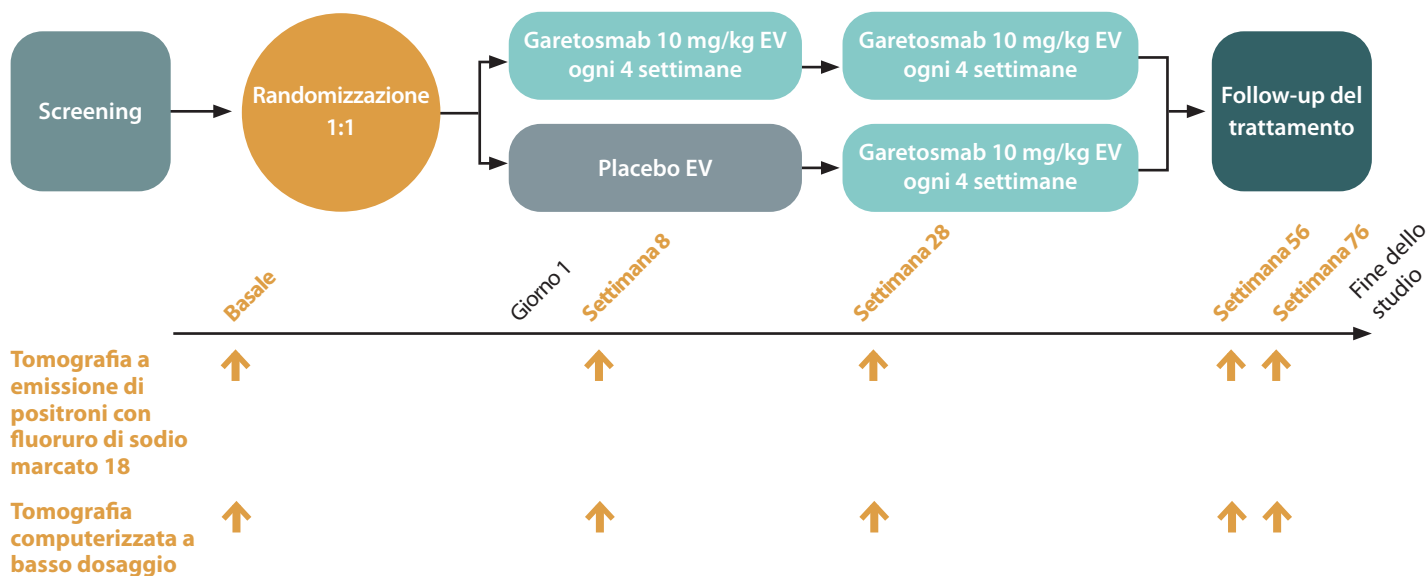 Screening
Randomizzazione
1:1
Garetosmab 10 mg/kg EV
ogni 4 settimane
Garetosmab 10 mg/kg EV
ogni 4 settimane
Placebo EV
Garetosmab 10 mg/kg EV
ogni 4 settimane
Follow-up del
trattamento
Basale
Giorno 1
Settimana 8
Settimana 28
Settimana 56
Settimana 76
Fine dello
studio
Tomografia a
emissione di
positroni con
fluoruro di sodio
marcato 18
Tomografia
computerizzata a
basso dosaggio